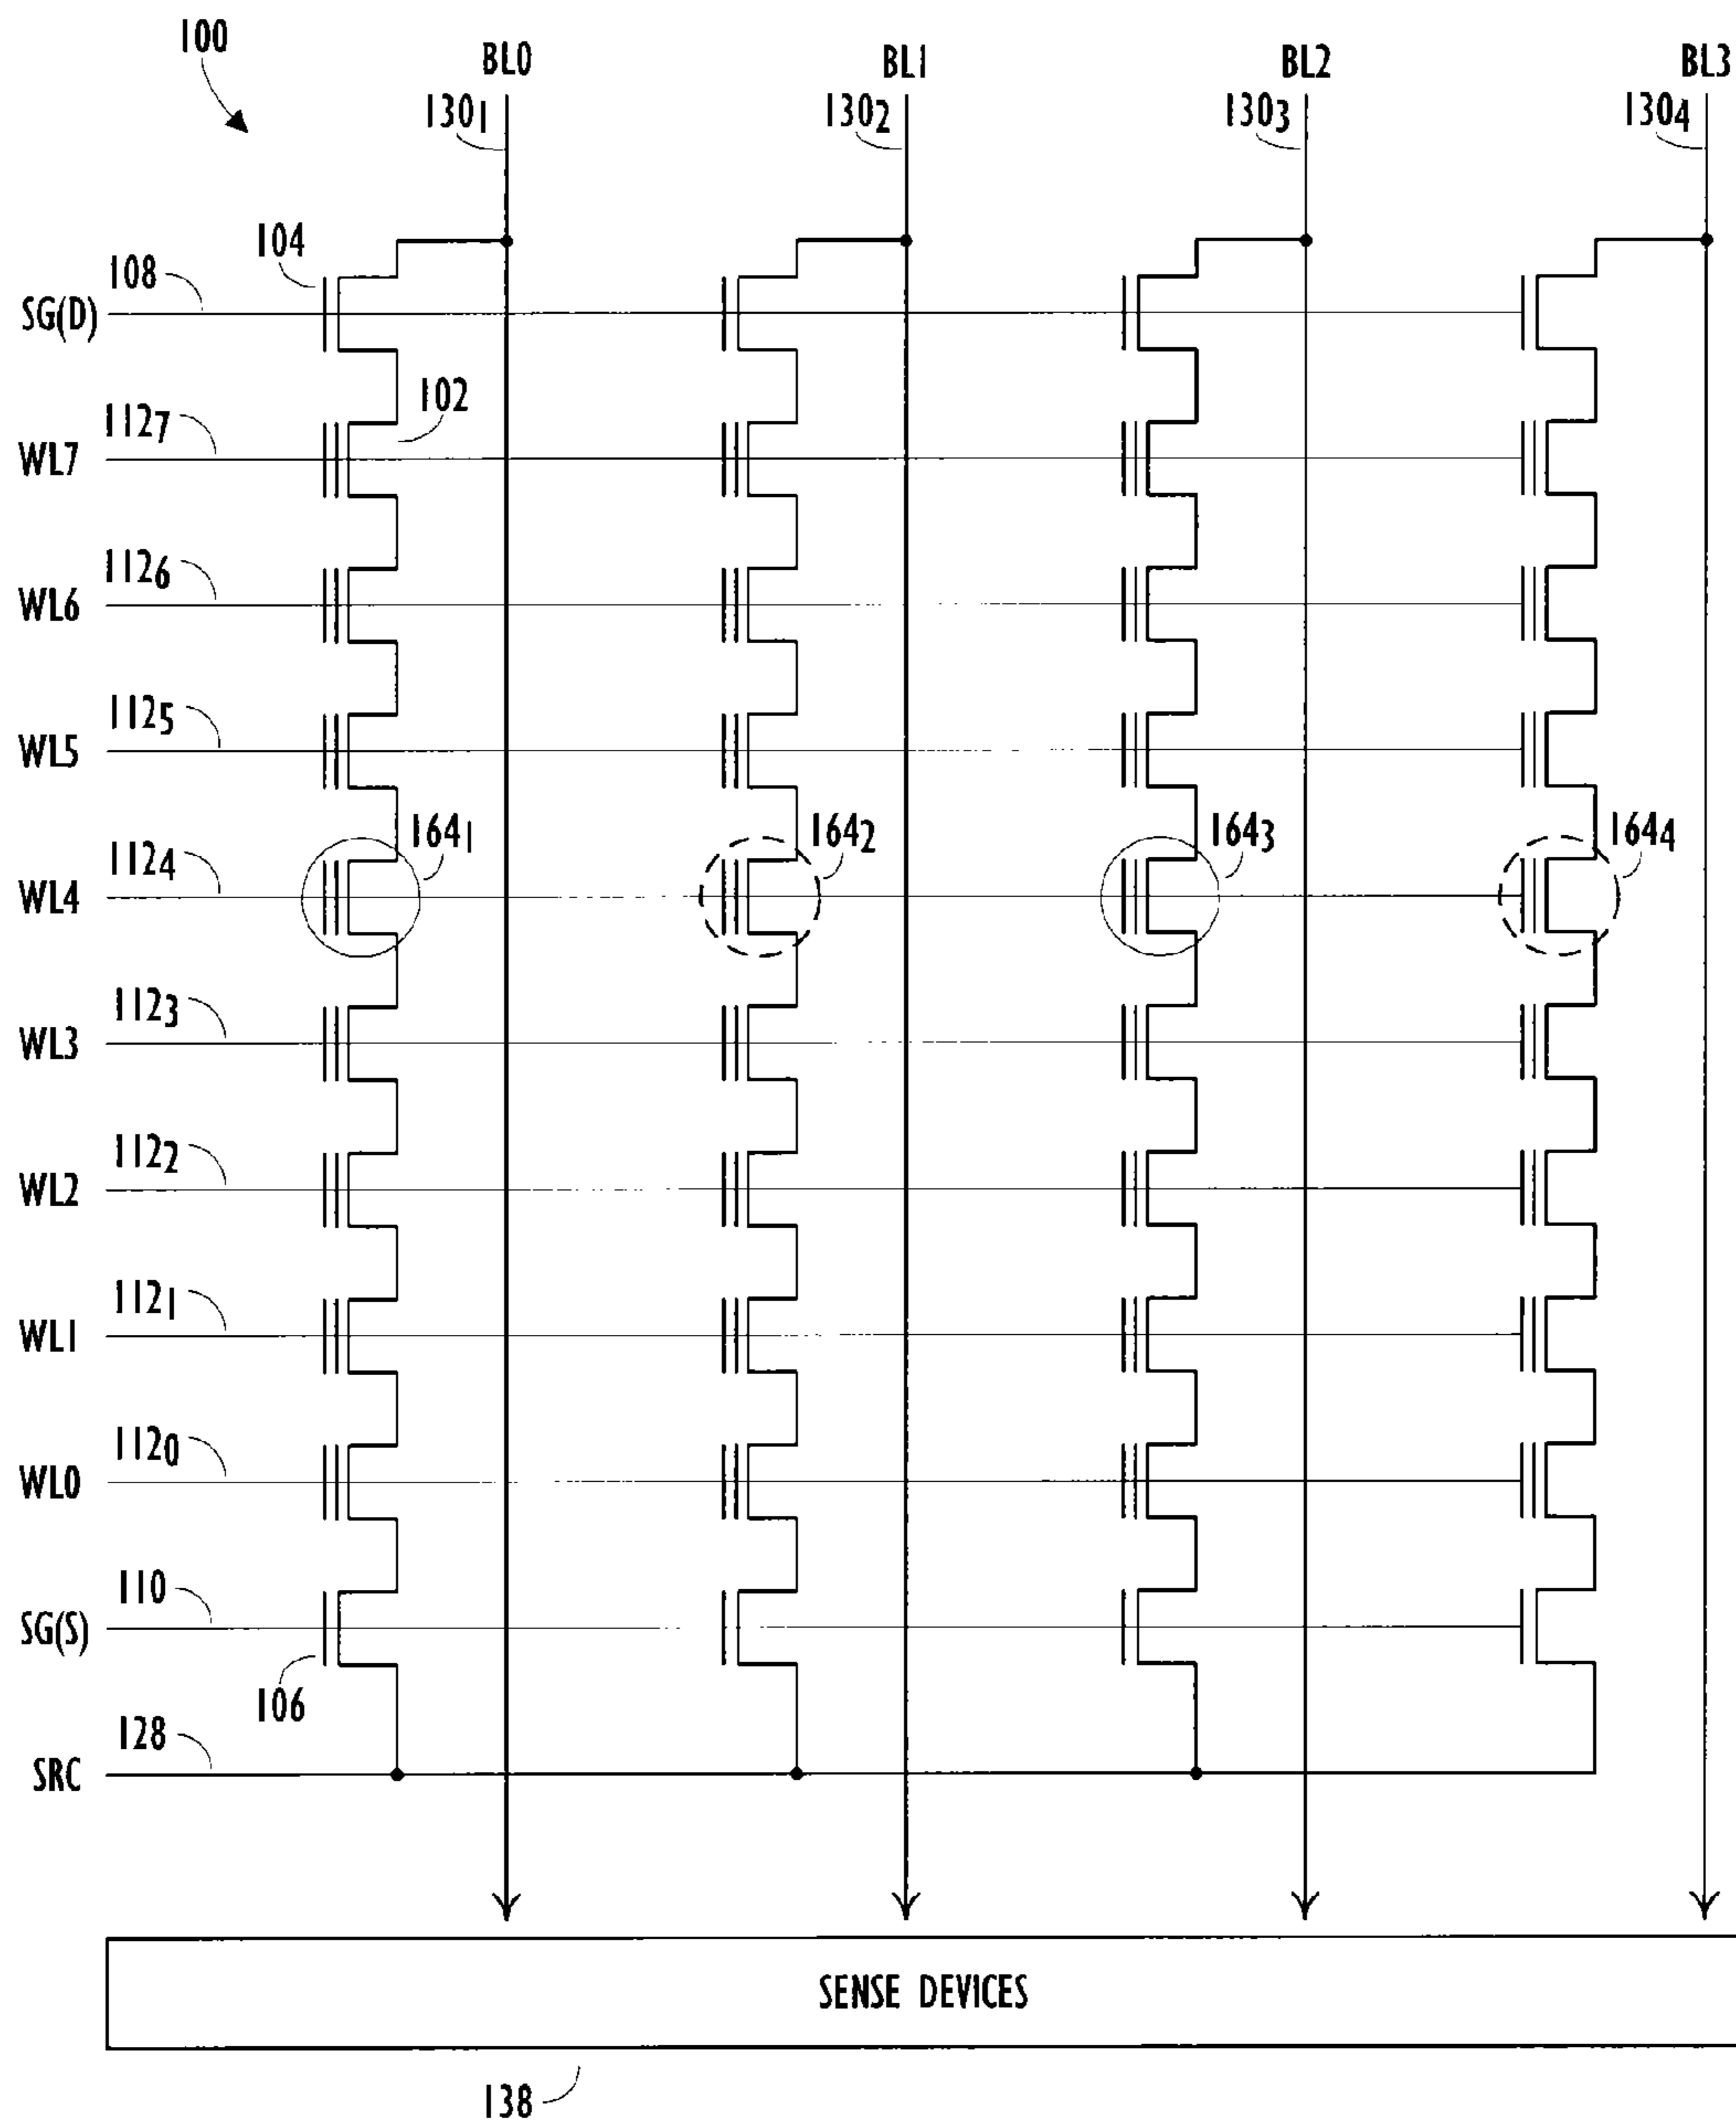 100
BL0 BL1 BL2 BL3
130₁ 130₂ 130₃ 130₄
104
108
SG(D)
102
112₇
WL7
112₆
WL6
112₅
WL5
164₁ 164₂ 164₃ 164₄
112₄
WL4
112₃
WL3
112₂
WL2
112₁
WL1
112₀
WL0
110
SG(S)
106
128
SRC
SENSE DEVICES
138